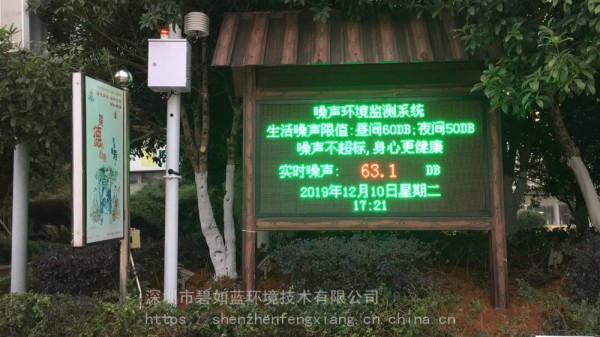 噪声环境监测系统
生活噪声限值:昼间60DB;夜间50DB
噪声不超标,身心更健康
实时噪声: 63.1 DB
2019年12月10日星期二
17:21
德
深圳市碧如蓝环境技术有限公司
https://shenzhenfengxiang.cn.china.cn